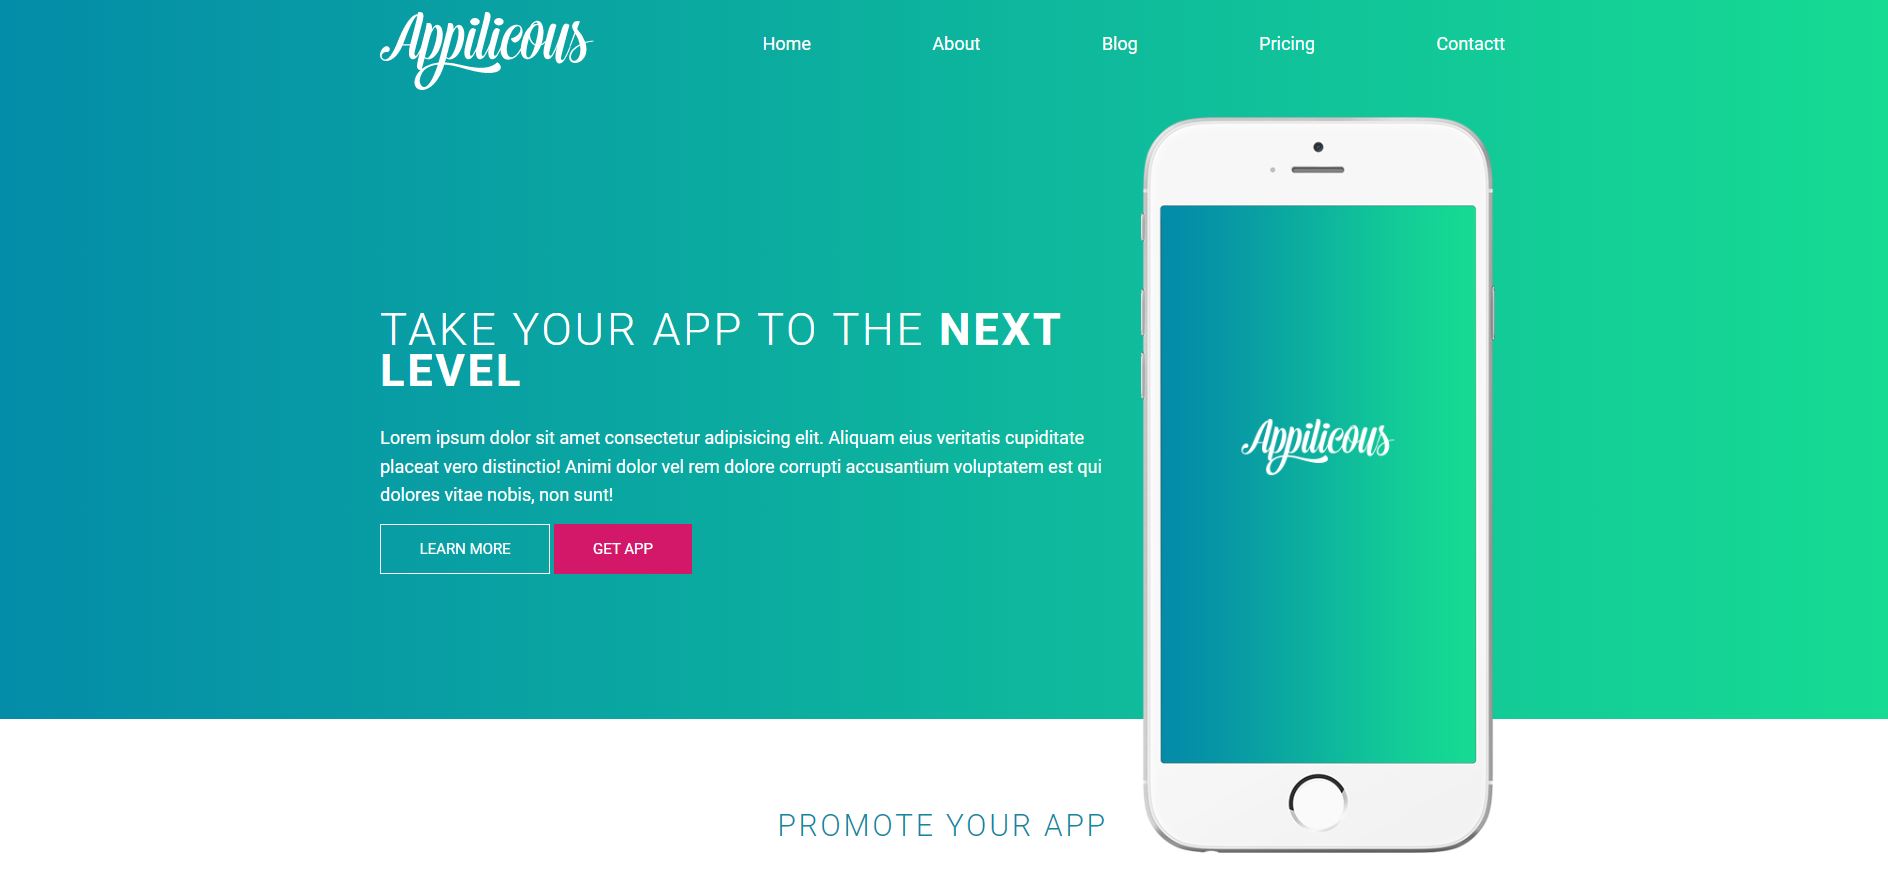 Appilicous
Home
About
Blog
Pricing
Contactt
TAKE YOUR APP TO THE NEXT
LEVEL
Lorem ipsum dolor sit amet consectetur adipisicing elit. Aliquam eius veritatis cupiditate
placeat vero distinctio! Animi dolor vel rem dolore corrupti accusantium voluptatem est qui
dolores vitae nobis, non sunt!
LEARN MORE
GET APP
Appilicous
PROMOTE YOUR APP